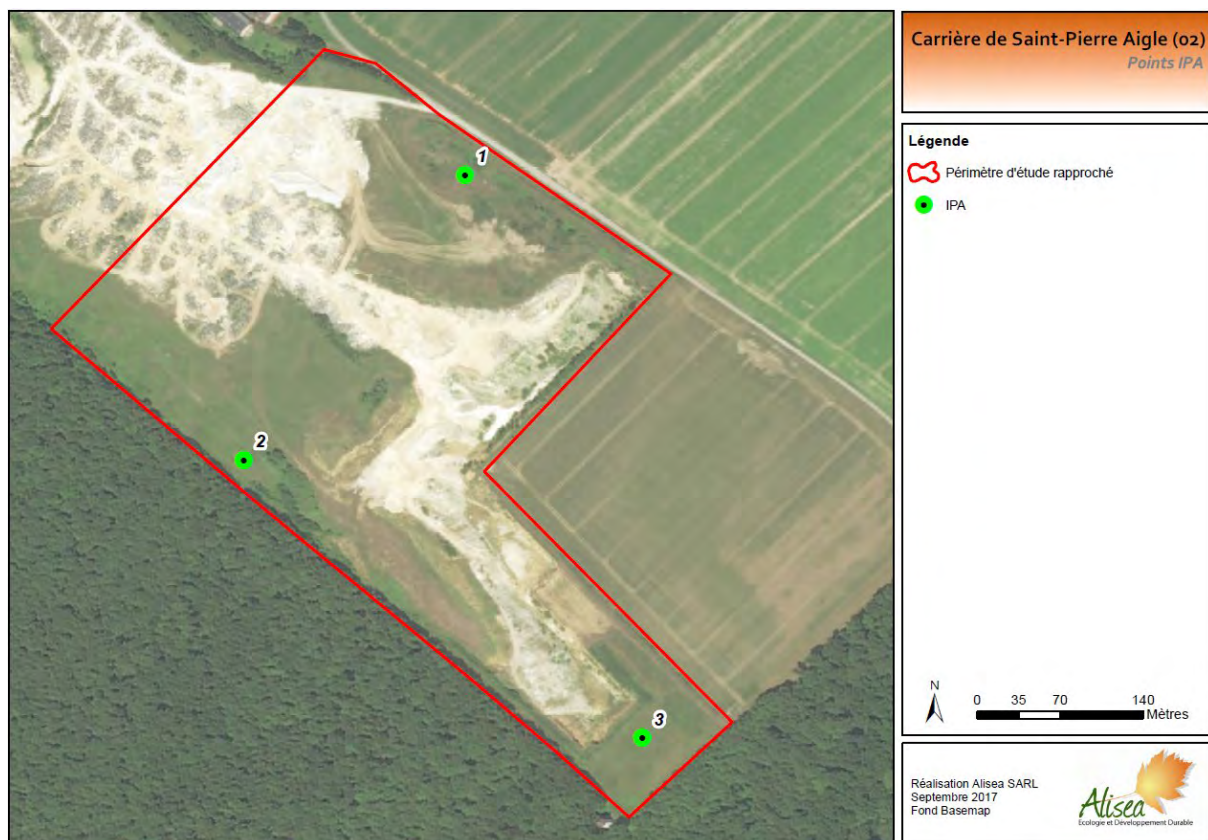 Carrière de Saint-Pierre Aigle (02)
Points IPA
1
2
3
Légende
Périmètre d'étude rapproché
IPA
N
0 35 70 140
Mètres
Réalisation Alisea SARL
Septembre 2017
Fond Basemap
Alisea
Ecologie et Développement Durable